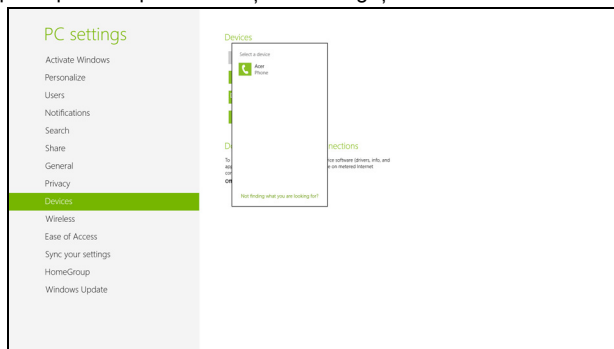 PC settings
Activate Windows
Personalize
Users
Notifications
Search
Share
General
Privacy
Devices
Wireless
Ease of Access
Sync your settings
HomeGroup
Windows Update
Devices
Select a device
Acer
Phone
nections
To
ice software (drivers, info, and
app
e on metered Internet
Not finding what you are looking for?